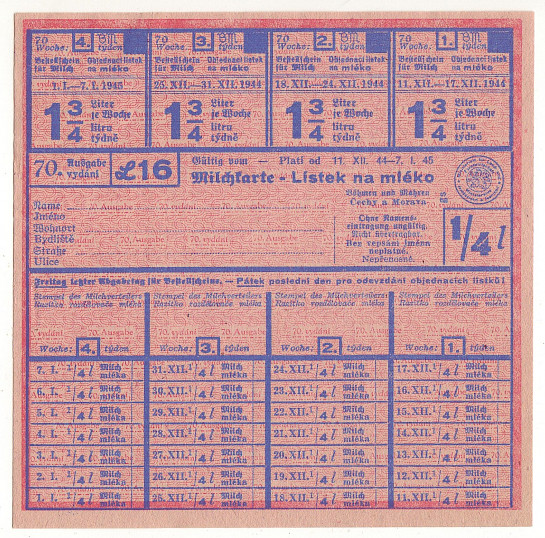 70 4. BM 70 3. BM 70 2. BM 70 1. BM
Woche: týden Woche: týden Woche: týden Woche: týden
Bestellschein Objednací lístek Bestellschein Objednací lístek Bestellschein Objednací lístek Bestellschein Objednací lístek
für Milch na mléko für Milch na mléko für Milch na mléko für Milch na mléko
1. I.—7. I. 1945 25. XII.—31. XII. 1944 18. XII.—24. XII. 1944 11. XII.—17. XII. 1944
1 3/4 Liter je Woche litru týdně 1 3/4 Liter je Woche litru týdně 1 3/4 Liter je Woche litru týdně 1 3/4 Liter je Woche litru týdně
70. Ausgabe vydání L16 Gültig vom — Platí od 11. XII. 44—7. I. 45
Milchkarte - Lístek na mléko
Böhmen und Mähren
Čechy a Morava
Name
Jméno
Wohnort
Bydliště
Straße
Ulice
Ohne Namens-
eintragung ungültig.
Nicht übertragbar.
Bez vepsání jména
neplatné.
Nepřenosné.
1/4 l
Freitag letzter Abgabetag für Bestellscheine. — Pátek poslední den pro odevzdání objednacích lístků!
Stempel des Milchverteilers Stempel des Milchverteilers Stempel des Milchverteilers Stempel des Milchverteilers
Razítko rozdělovače mléka Razítko rozdělovače mléka Razítko rozdělovače mléka Razítko rozdělovače mléka
Woche: 4. týden Woche: 3. týden Woche: 2. týden Woche: 1. týden
7. I. 1/4 l Milch mléka 31. XII. 1/4 l Milch mléka 24. XII. 1/4 l Milch mléka 17. XII. 1/4 l Milch mléka
6. I. 1/4 l Milch mléka 30. XII. 1/4 l Milch mléka 23. XII. 1/4 l Milch mléka 16. XII. 1/4 l Milch mléka
5. I. 1/4 l Milch mléka 29. XII. 1/4 l Milch mléka 22. XII. 1/4 l Milch mléka 15. XII. 1/4 l Milch mléka
4. I. 1/4 l Milch mléka 28. XII. 1/4 l Milch mléka 21. XII. 1/4 l Milch mléka 14. XII. 1/4 l Milch mléka
3. I. 1/4 l Milch mléka 27. XII. 1/4 l Milch mléka 20. XII. 1/4 l Milch mléka 13. XII. 1/4 l Milch mléka
2. I. 1/4 l Milch mléka 26. XII. 1/4 l Milch mléka 19. XII. 1/4 l Milch mléka 12. XII. 1/4 l Milch mléka
1. I. 1/4 l Milch mléka 25. XII. 1/4 l Milch mléka 18. XII. 1/4 l Milch mléka 11. XII. 1/4 l Milch mléka